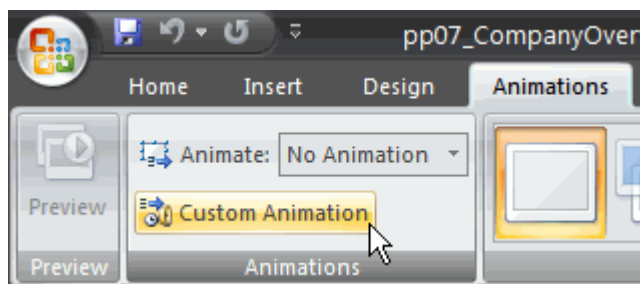 pp07_CompanyOver
Home Insert Design Animations
Animate: No Animation
Preview Custom Animation
Preview Animations